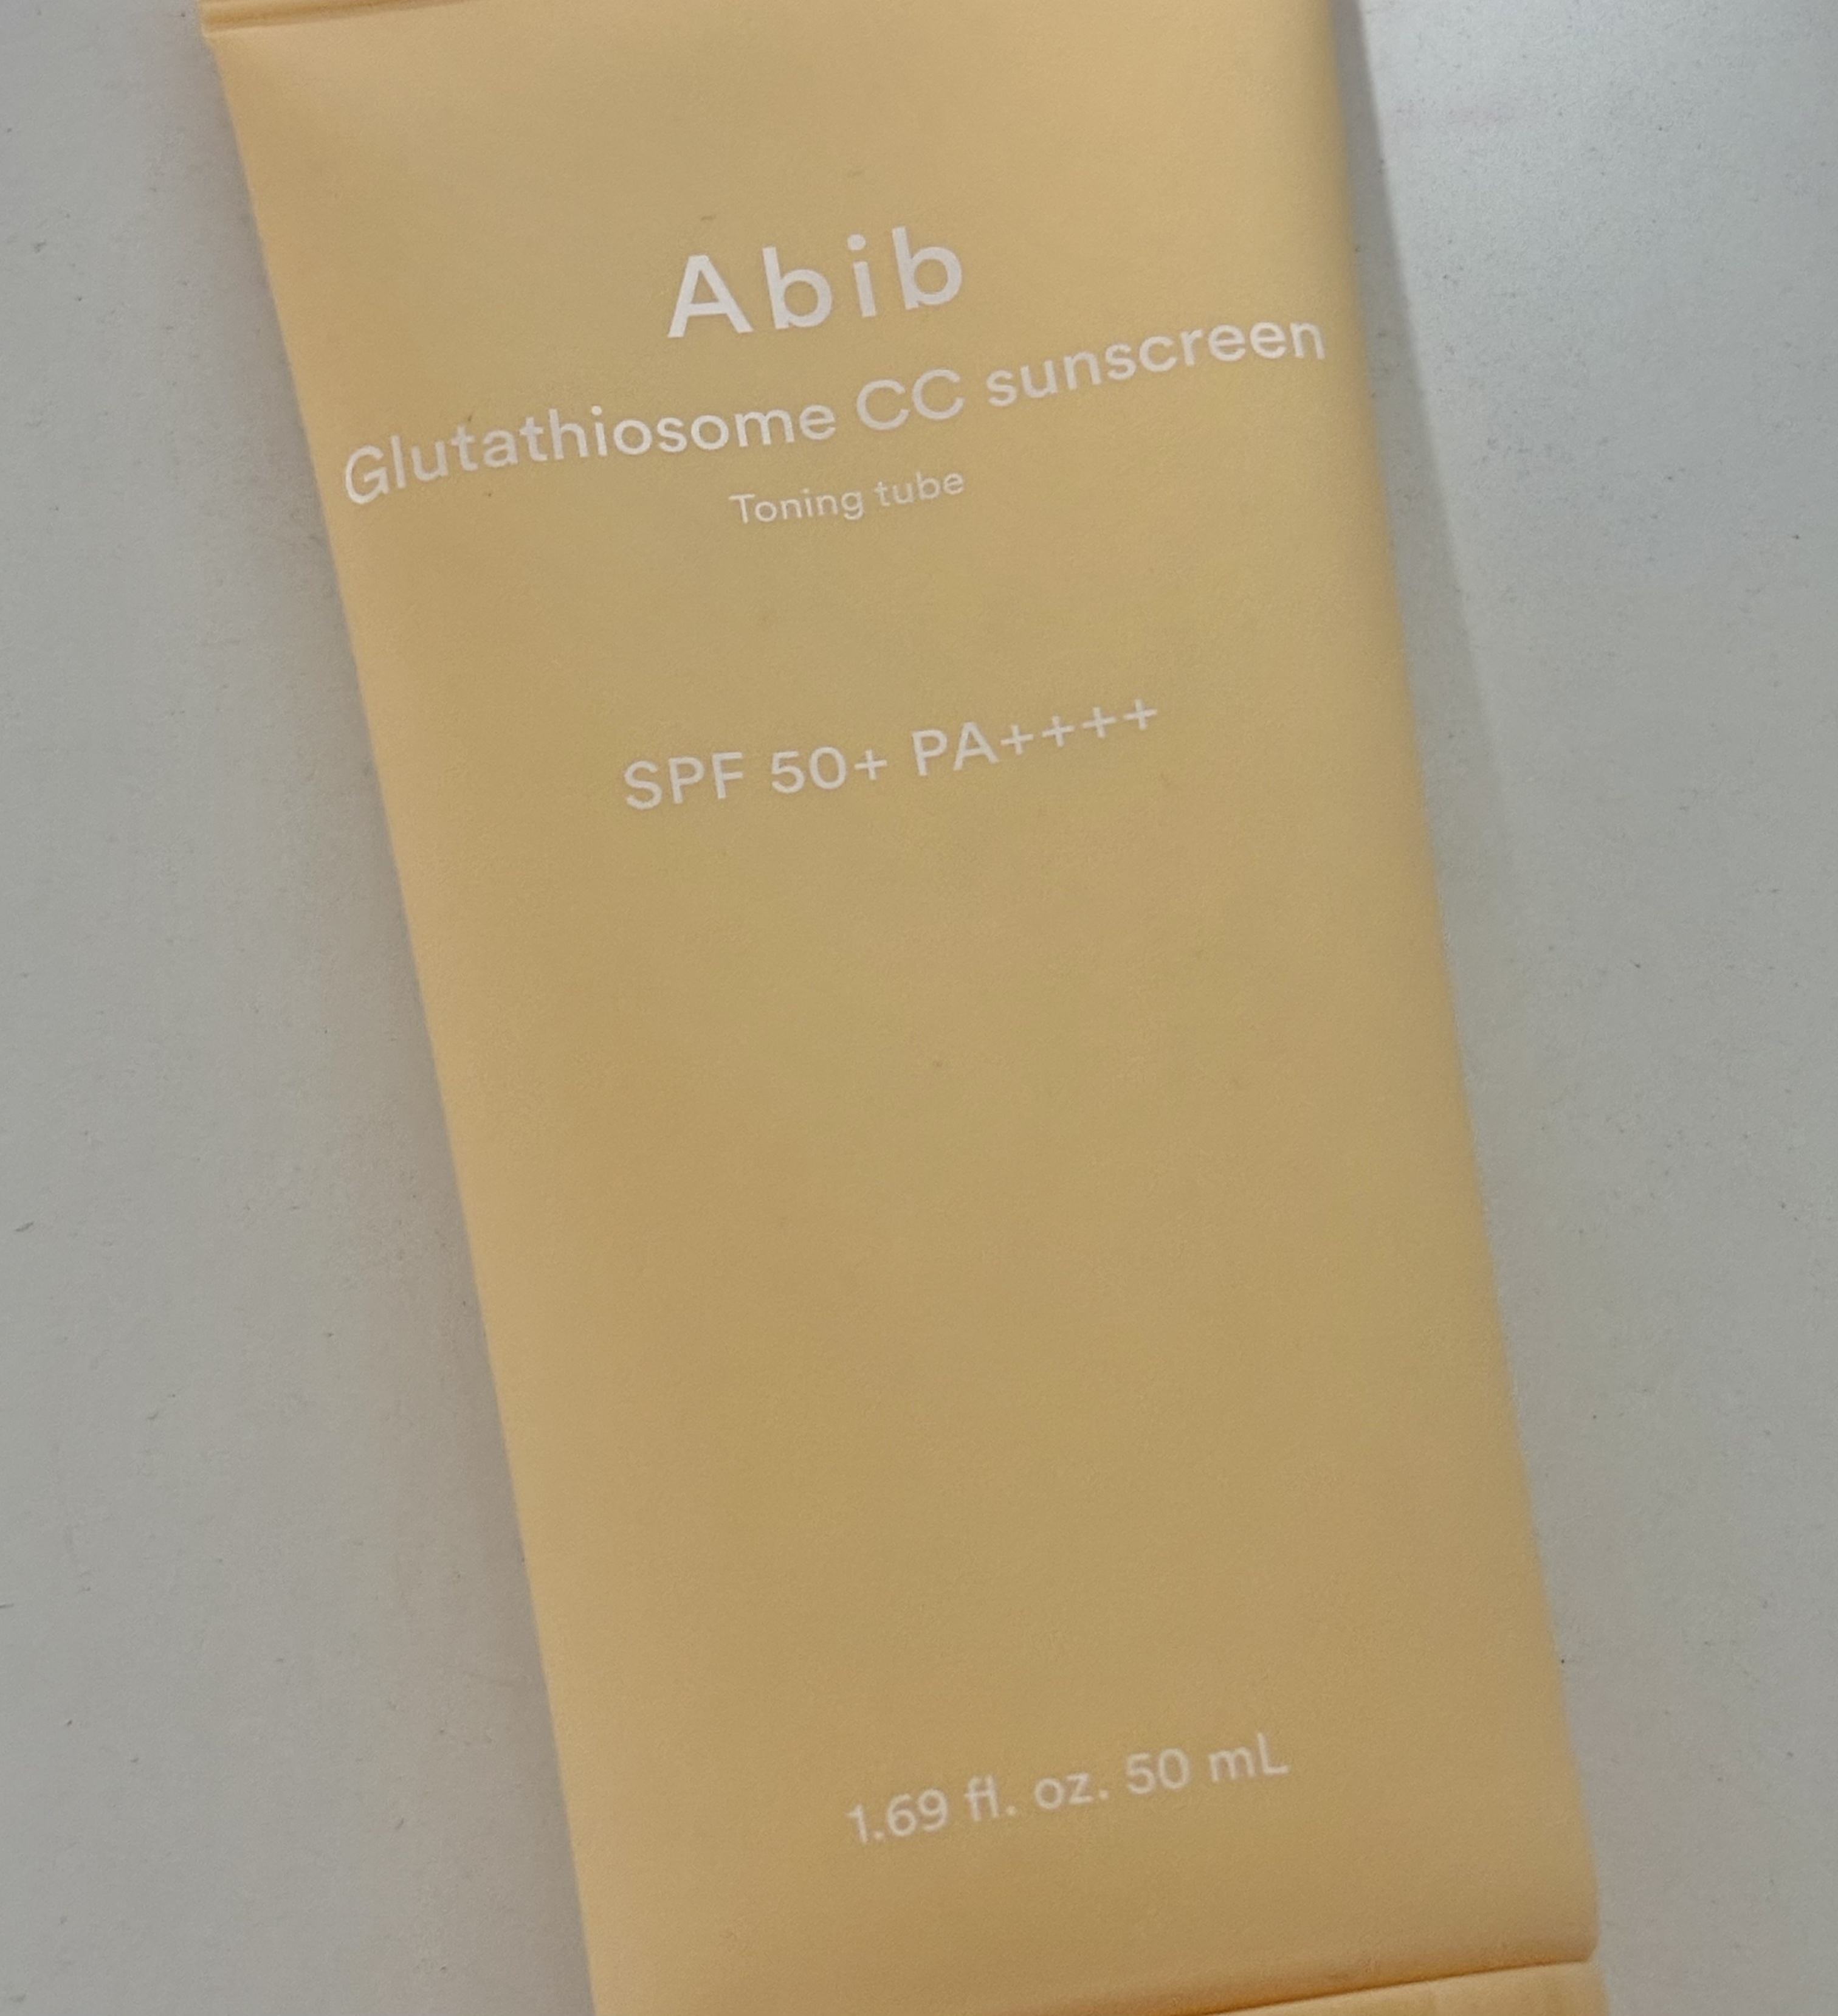 Abib
Glutathiosome CC sunscreen
Toning tube
SPF 50+ PA++++
1.69 fl. oz. 50 mL